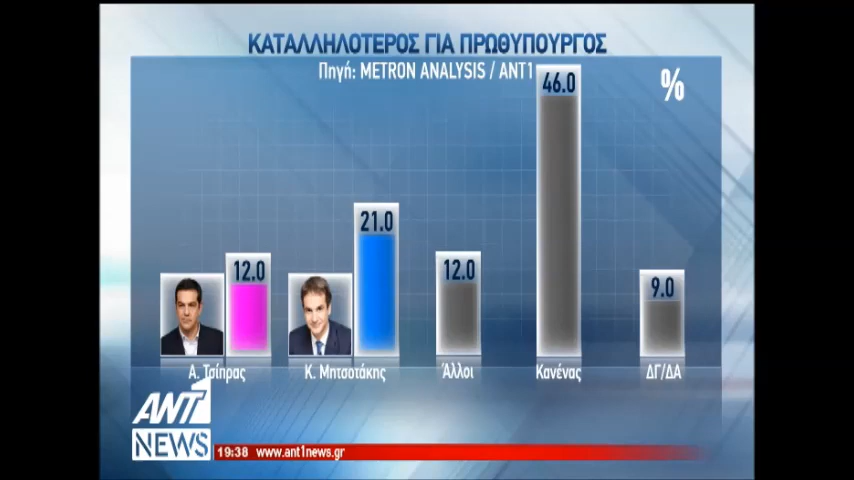 ΚΑΤΑΛΛΗΛΟΤΕΡΟΣ ΓΙΑ ΠΡΩΘΥΠΟΥΡΓΟΣ
Πηγή: METRON ANALYSIS / ANT1
%
12.0
21.0
12.0
46.0
9.0
Α. Τσίπρας
Κ. Μητσοτάκης
Άλλοι
Κανένας
ΔΓ/ΔΑ
ANT1
NEWS
19:38 www.ant1news.gr